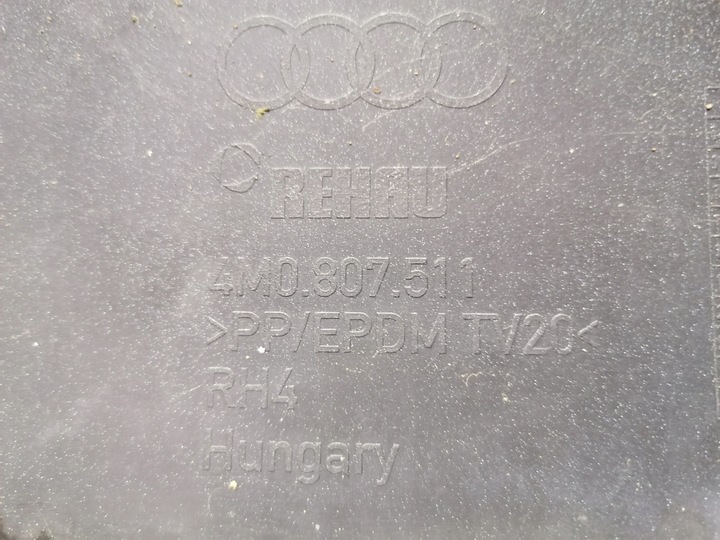 REHAU
4M0.807.511
>PP/EPDM TV20<
RH4
Hungary